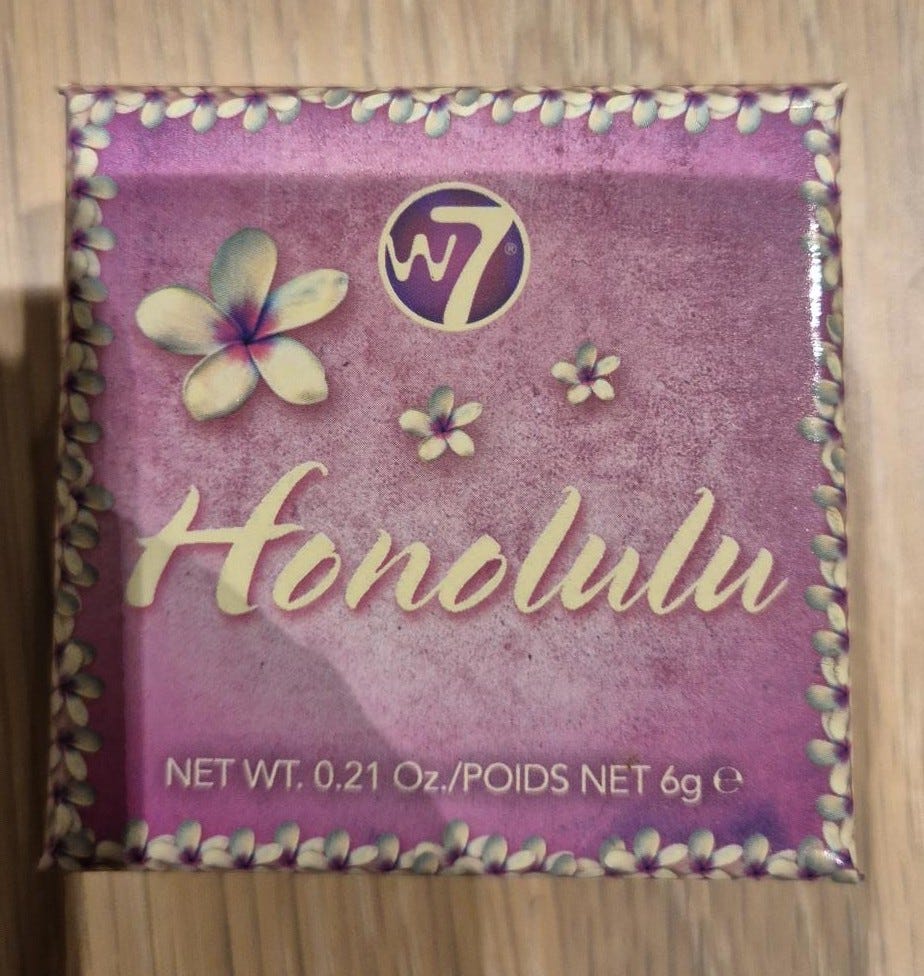 W7®
Honolulu
NET WT. 0.21 Oz./POIDS NET 6g ℮